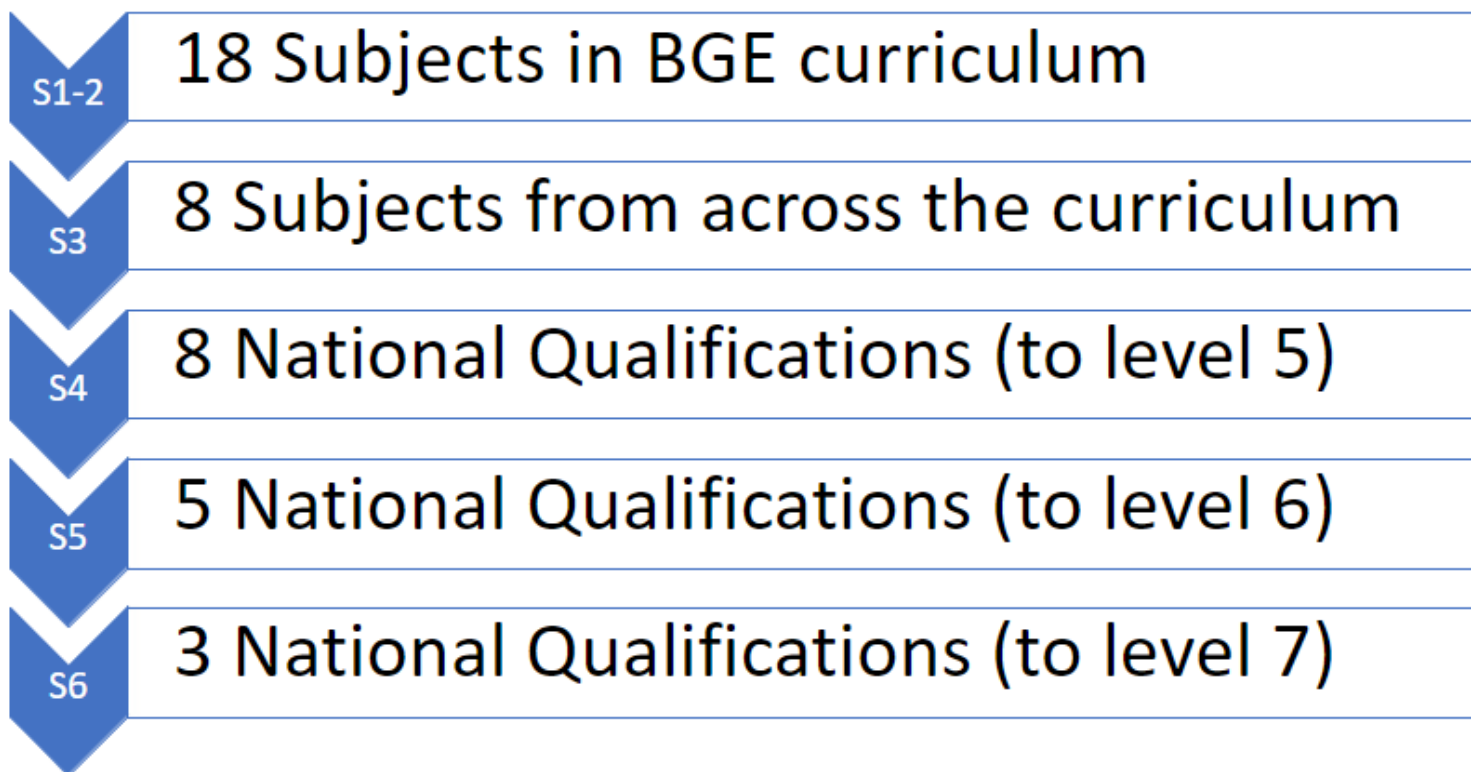 S1-2
18 Subjects in BGE curriculum
S3
8 Subjects from across the curriculum
S4
8 National Qualifications (to level 5)
S5
5 National Qualifications (to level 6)
S6
3 National Qualifications (to level 7)